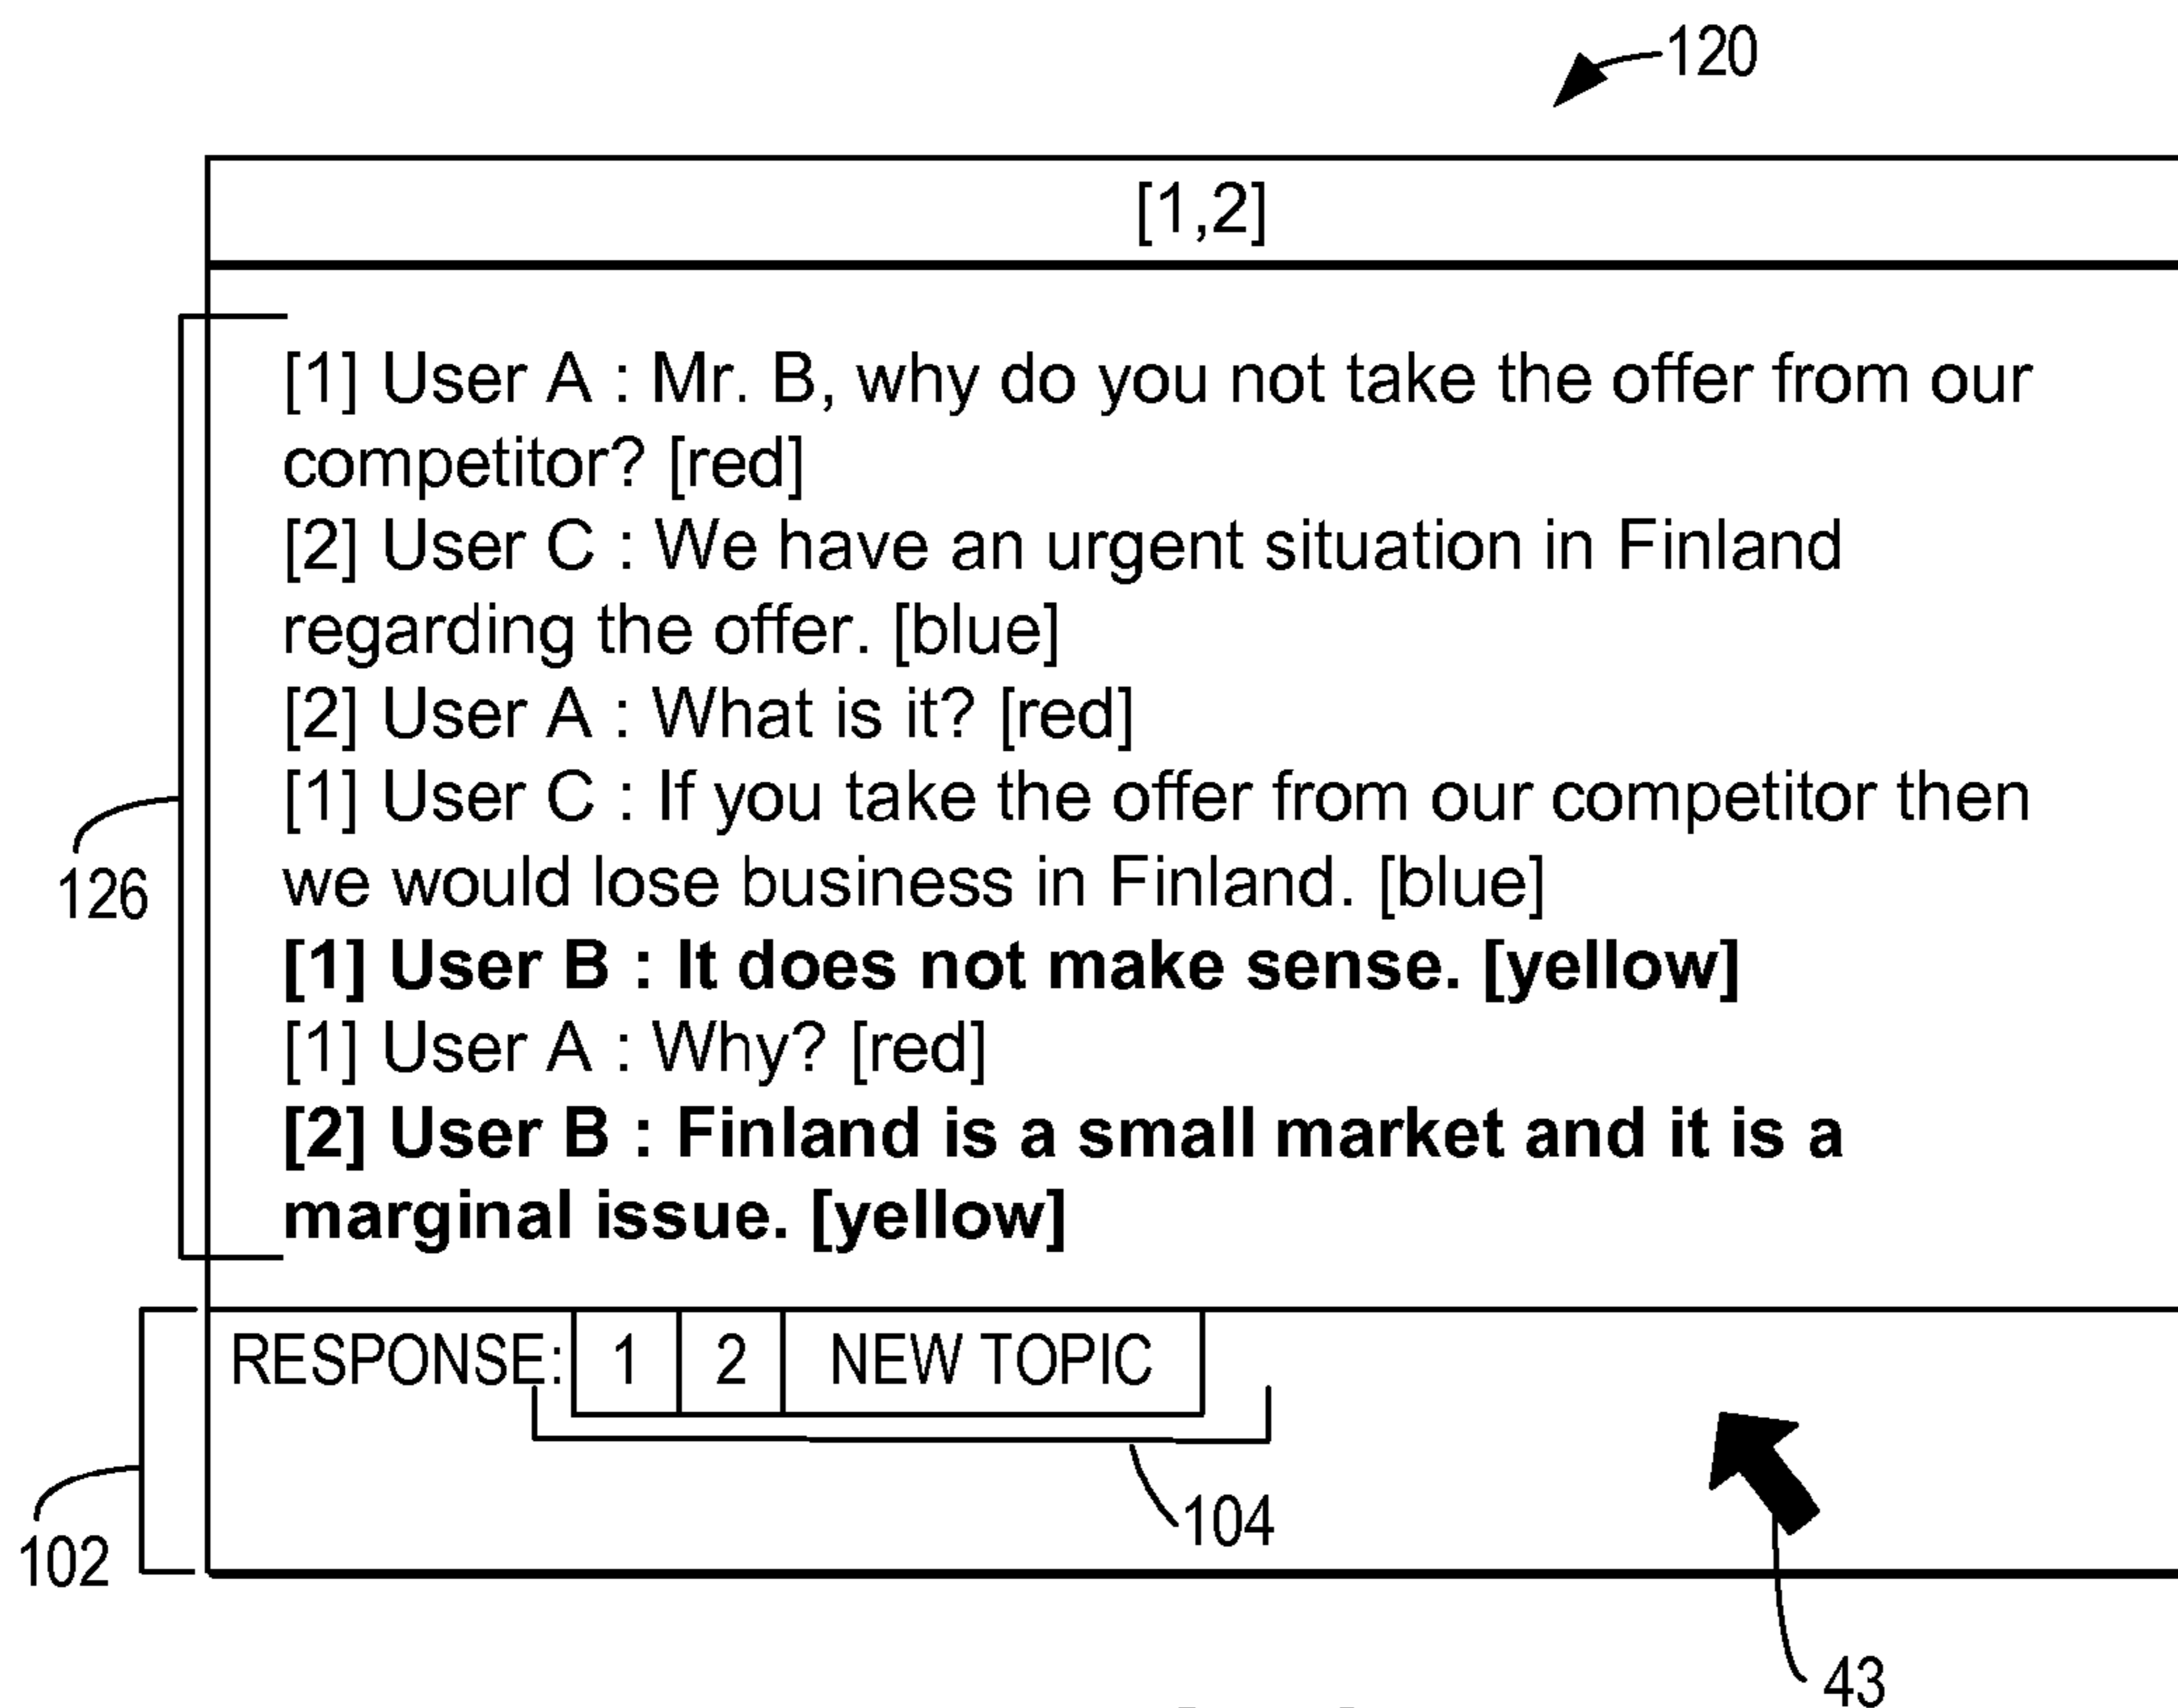 120
[1,2]
[1] User A : Mr. B, why do you not take the offer from our
competitor? [red]
[2] User C : We have an urgent situation in Finland
regarding the offer. [blue]
[2] User A : What is it? [red]
[1] User C : If you take the offer from our competitor then
we would lose business in Finland. [blue]
126
[1] User B : It does not make sense. [yellow]
[1] User A : Why? [red]
[2] User B : Finland is a small market and it is a
marginal issue. [yellow]
RESPONSE: 1 2 NEW TOPIC
104
102
43